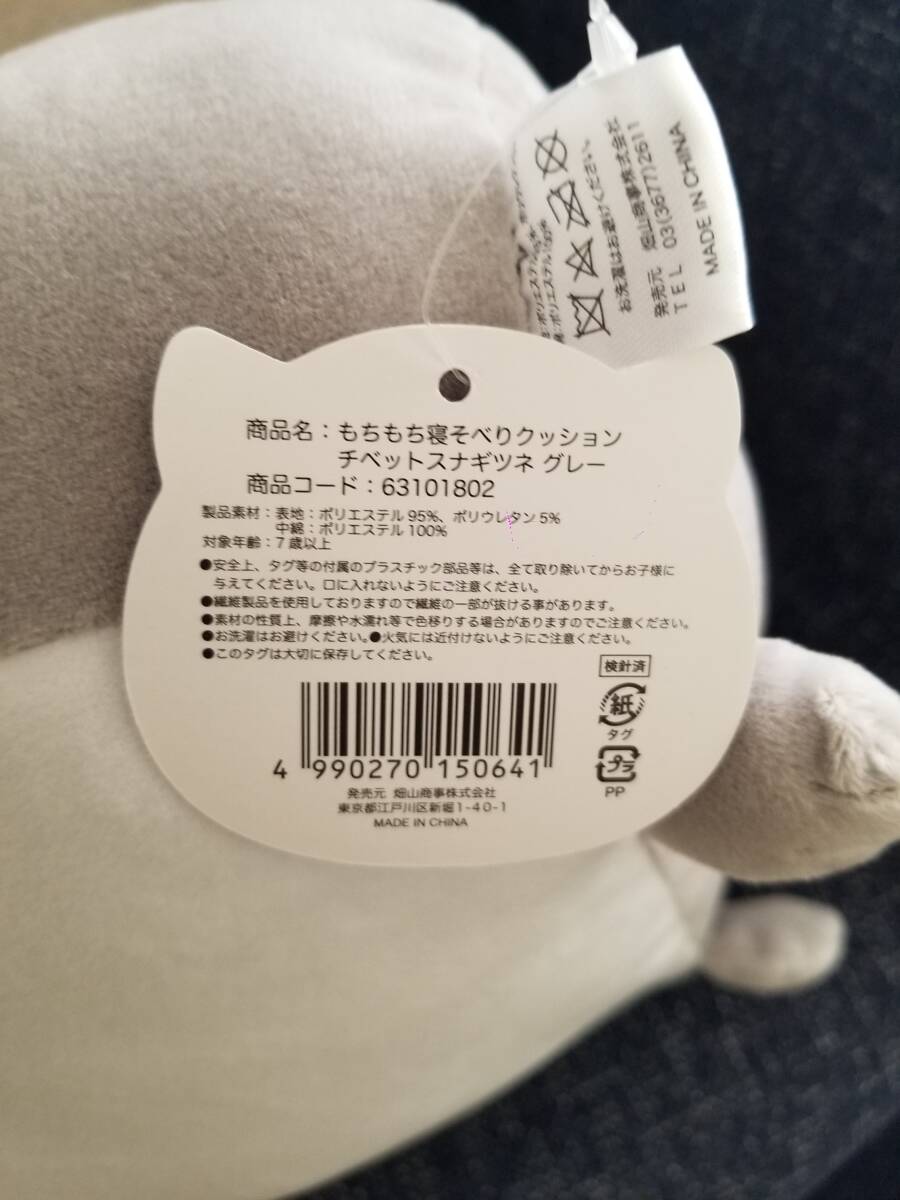 商品名：もちもち寝そべりクッション
チベットスナギツネ グレー
商品コード：63101802
製品素材：表地：ポリエステル95%、ポリウレタン5%
中綿：ポリエステル100%
対象年齢：7歳以上
●安全上、タグ等の付属のプラスチック部品等は、全て取り除いてからお子様に
与えてください。口に入れないようにご注意ください。
●繊維製品を使用しておりますので繊維の一部が抜ける事があります。
●素材の性質上、摩擦や水濡れ等で色移りする場合がありますのでご注意ください。
●お洗濯はお避けください。●火気には近付けないようにご注意ください。
●このタグは大切に保存してください。
検針済
紙
タグ
プラ
PP
4 990270 150641
発売元 畑山商事株式会社
東京都江戸川区新堀1-40-1
MADE IN CHINA
お洗濯はお避けください。
発売元 畑山商事株式会社
TEL 03(3677)2611
MADE IN CHINA